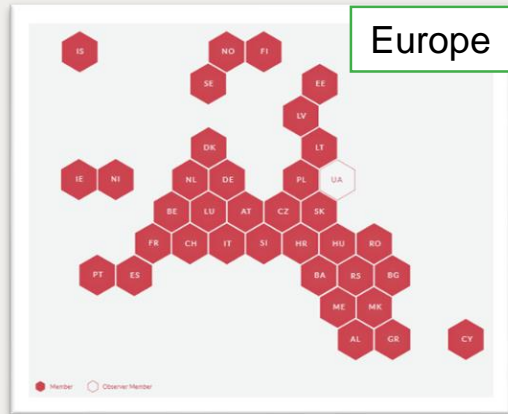 Europe
IS NO FI
SE EE
LV
DK LT
IE NI NL DE PL UA
BE LU AT CZ SK
FR CH IT SI HR HU RO
PT ES BA RS BG
ME MK
AL GR CY
Member Observer Member